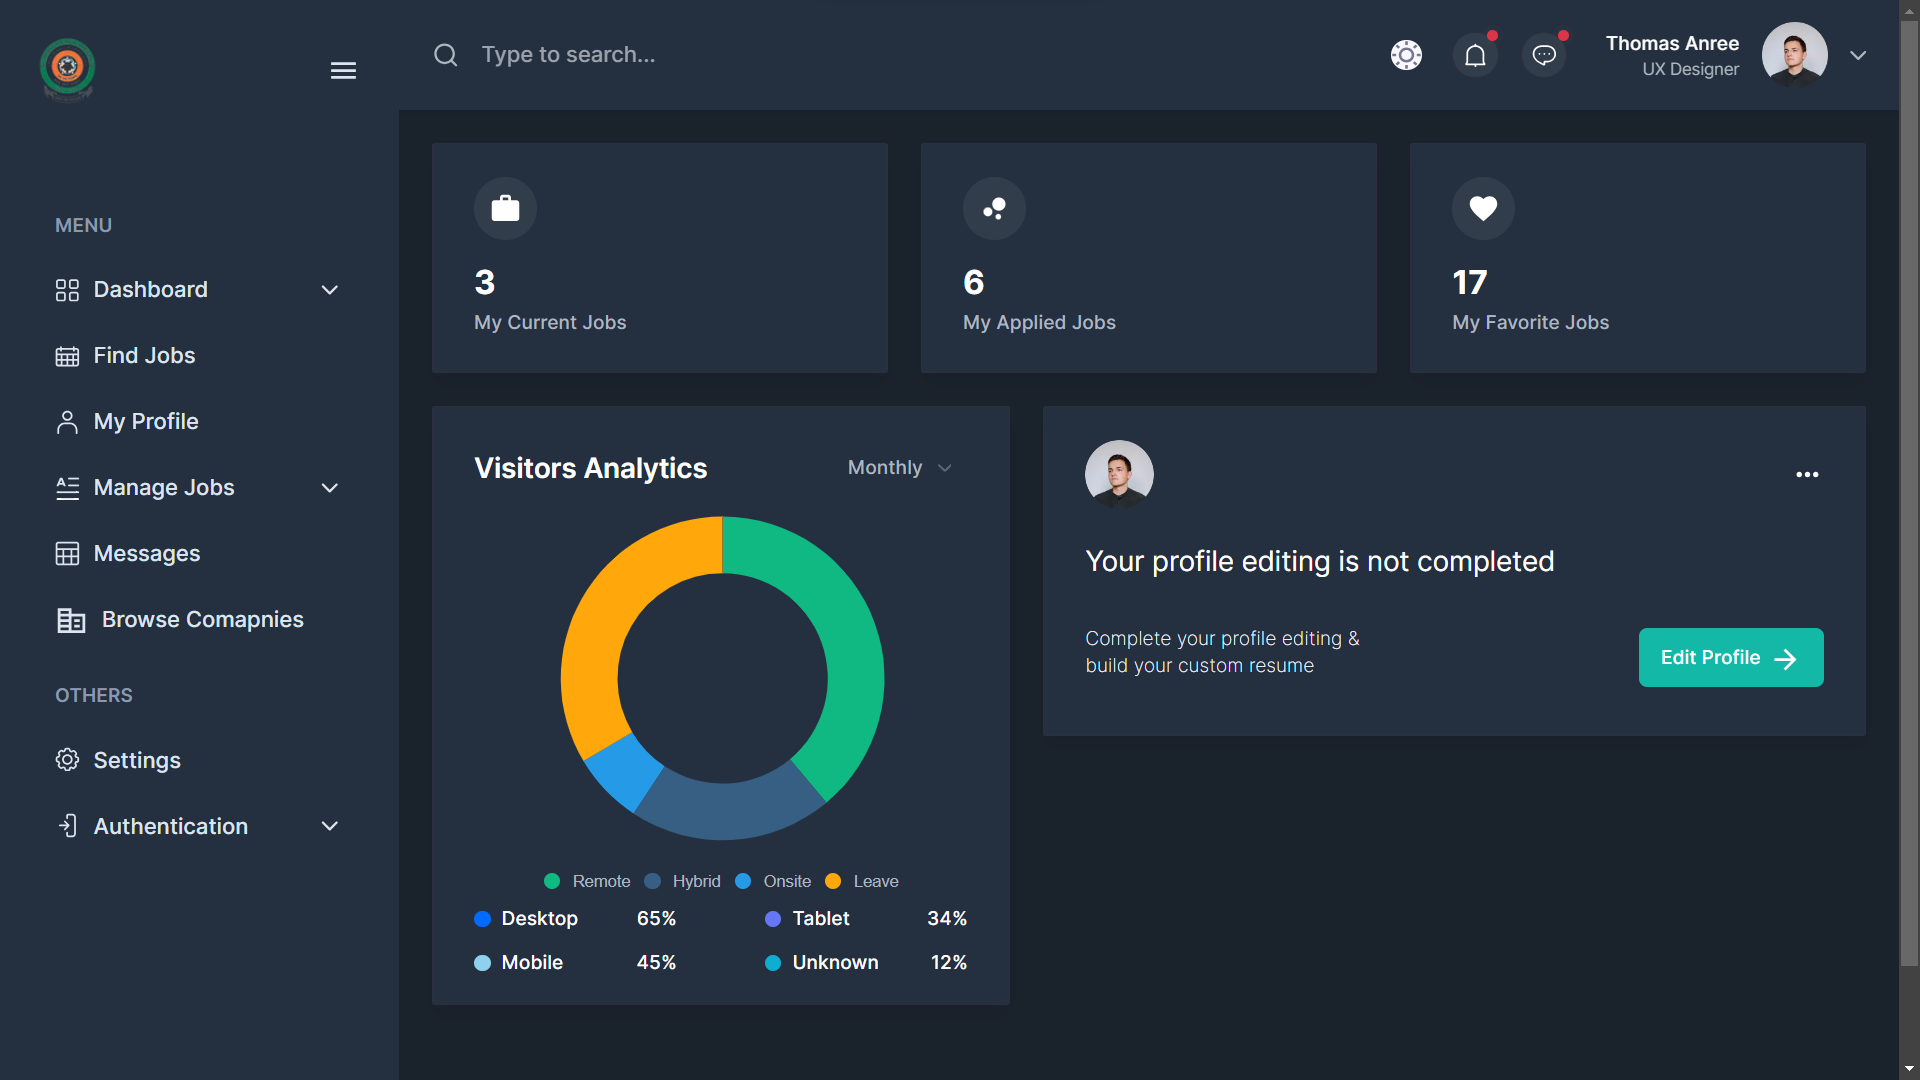 Type to search...
Thomas Anree
UX Designer
MENU
Dashboard
Find Jobs
My Profile
Manage Jobs
Messages
Browse Comapnies
OTHERS
Settings
Authentication
3
My Current Jobs
6
My Applied Jobs
17
My Favorite Jobs
Visitors Analytics
Monthly
Remote Hybrid Onsite Leave
Desktop 65% Tablet 34%
Mobile 45% Unknown 12%
Your profile editing is not completed
Complete your profile editing &
build your custom resume
Edit Profile